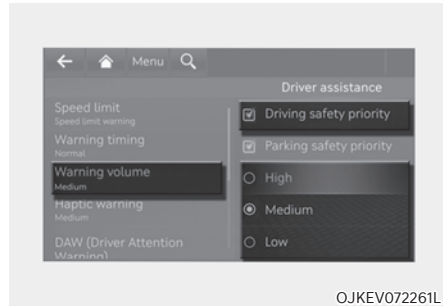 Menu
Driver assistance
Speed limit
Speed limit warning
Warning timing
Normal
Warning volume
Medium
Haptic warning
Medium
DAW (Driver Attention
Warning)
Driving safety priority
Parking safety priority
High
Medium
Low
OJKEV072261L